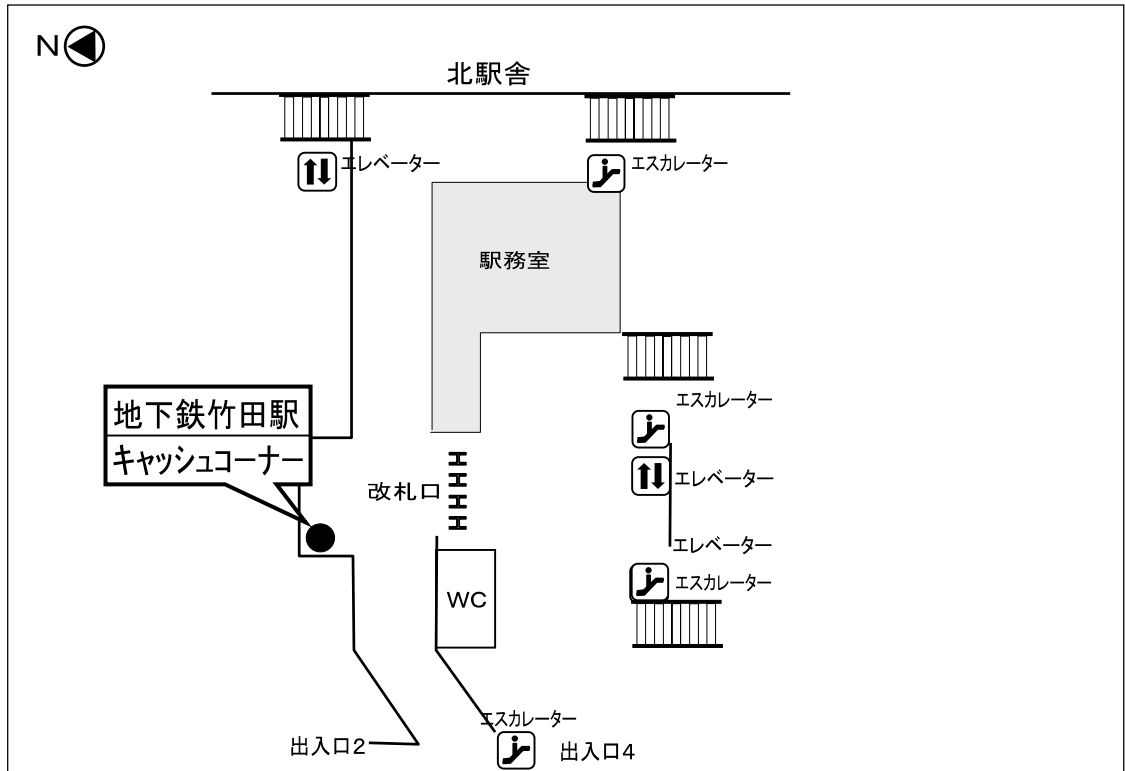 N
北駅舎
エレベーター
エスカレーター
駅務室
エスカレーター
地下鉄竹田駅
キャッシュコーナー
エレベーター
改札口
エレベーター
エスカレーター
WC
エスカレーター
出入口2
出入口4